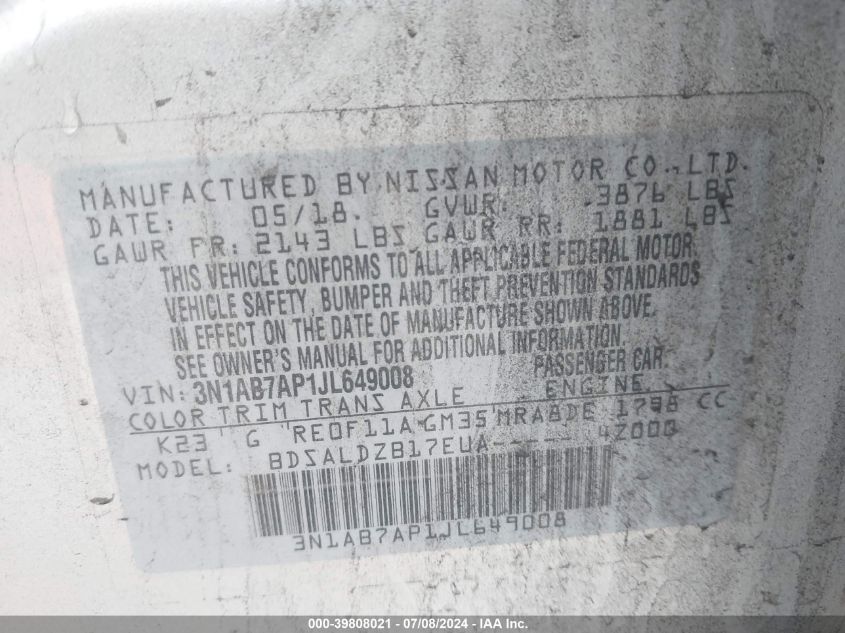 MANUFACTURED BY NISSAN MOTOR CO., LTD.
DATE: 05/18. GVWR: 3876 LBS
GAWR FR: 2143 LBS GAWR RR: 1881 LBS
THIS VEHICLE CONFORMS TO ALL APPLICABLE FEDERAL MOTOR
VEHICLE SAFETY, BUMPER AND THEFT PREVENTION STANDARDS
IN EFFECT ON THE DATE OF MANUFACTURE SHOWN ABOVE.
SEE OWNER'S MANUAL FOR ADDITIONAL INFORMATION.
VIN: 3N1AB7AP1JL649008 PASSENGER CAR.
COLOR TRIM TRANS AXLE ENGINE
K23 G RE0F11A GM35 MRA8DE 1798 CC
MODEL: BDSALDZB17EUA----- 4Z000
3N1AB7AP1JL649008
000-39808021 - 07/08/2024 - IAA, Inc.